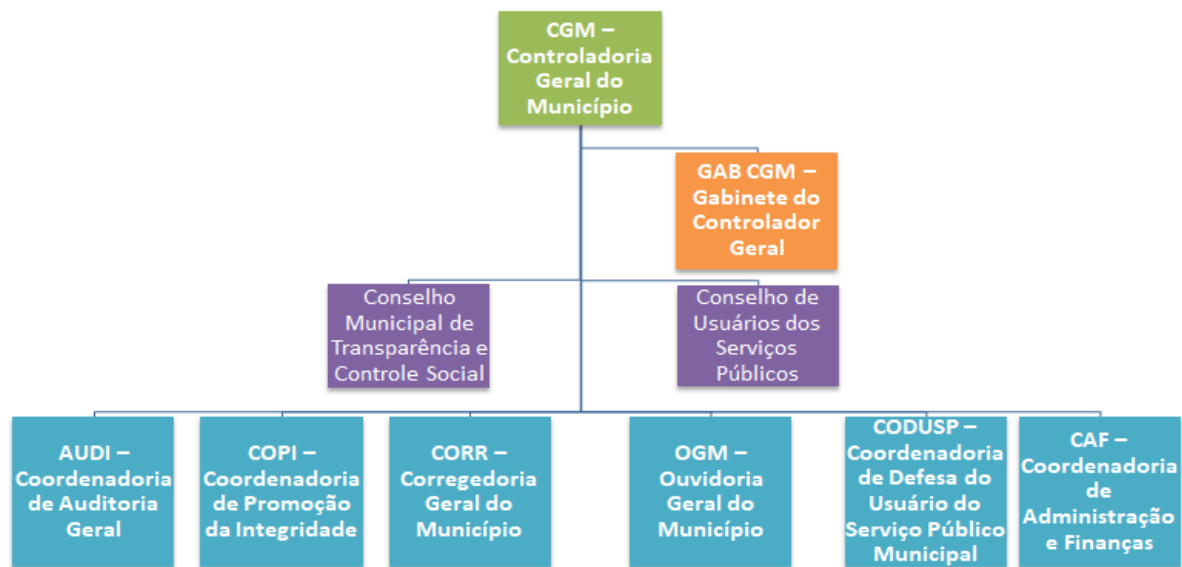 CGM –
Controladoria
Geral do
Município
GAB CGM –
Gabinete do
Controlador
Geral
Conselho
Municipal de
Transparência e
Controle Social
Conselho de
Usuários dos
Serviços
Públicos
AUDI –
Coordenadoria
de Auditoria
Geral
COPI –
Coordenadoria
de Promoção
da Integridade
CORR –
Corregedoria
Geral do
Município
OGM –
Ouvidoria
Geral do
Município
CODUSP –
Coordenadoria
de Defesa do
Usuário do
Serviço Público
Municipal
CAF –
Coordenadoria
de
Administração
e Finanças